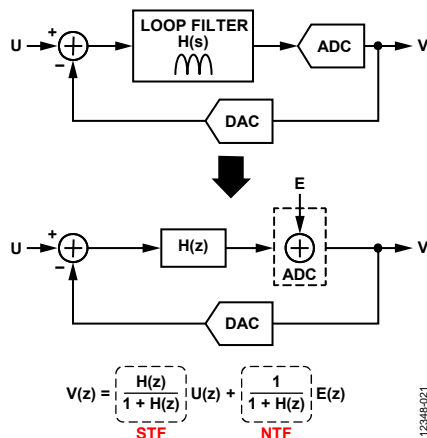 LOOP FILTER
H(s)
U
+
−
ADC
V
DAC
E
U
+
−
H(z)
ADC
V
DAC
V(z) = H(z) / 1 + H(z) U(z) + 1 / 1 + H(z) E(z)
STF NTF
12348-021